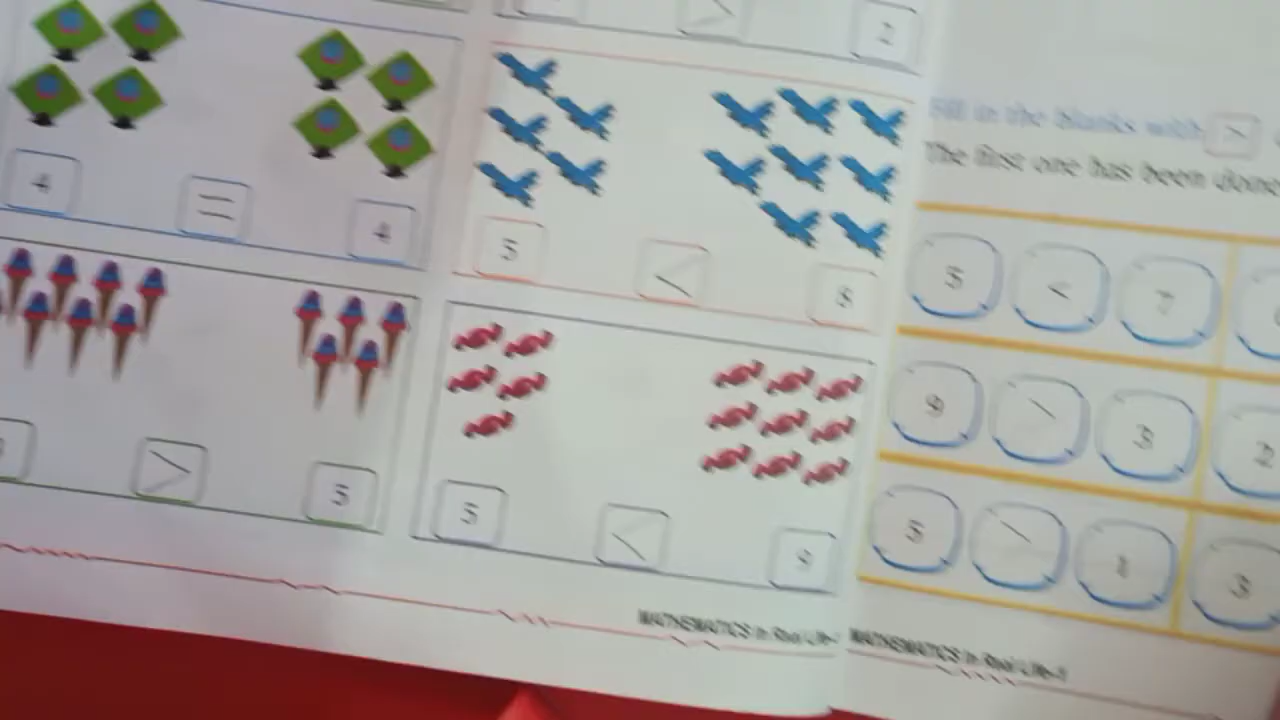 > 2
4 = 4
5 < 8
> 5
5 < 9
MATHEMATICS in Real Life-
Fill in the blanks with >
The first one has been done
5 < 7
9 > 3 2
5 > 1 3
MATHEMATICS in Real Life-1